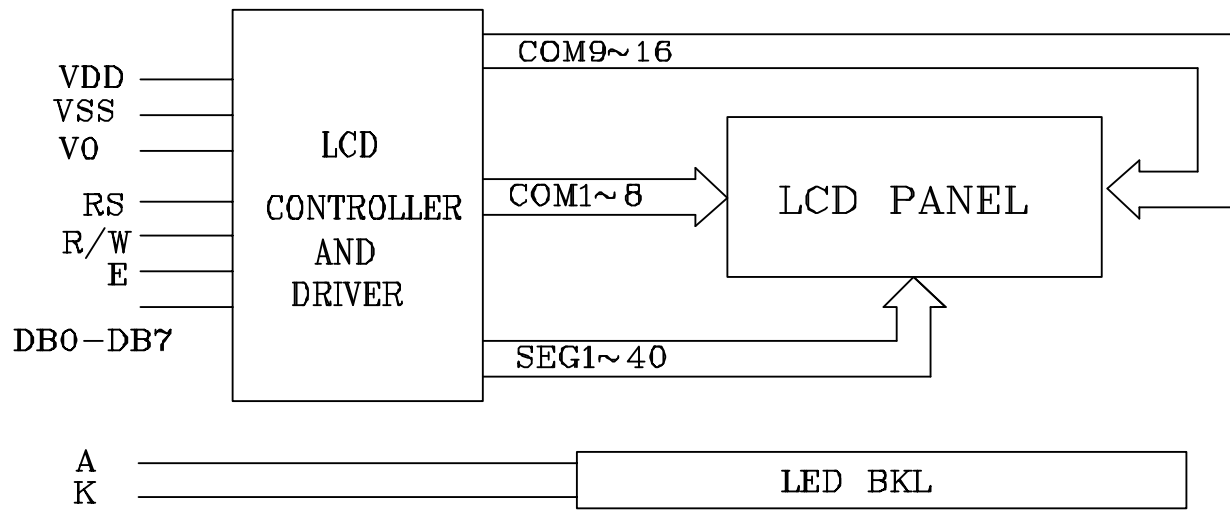 VDD
VSS
V0
RS
R/W
E
DB0-DB7
LCD
CONTROLLER
AND
DRIVER
COM9~16
COM1~8
SEG1~40
LCD PANEL
A
K
LED BKL